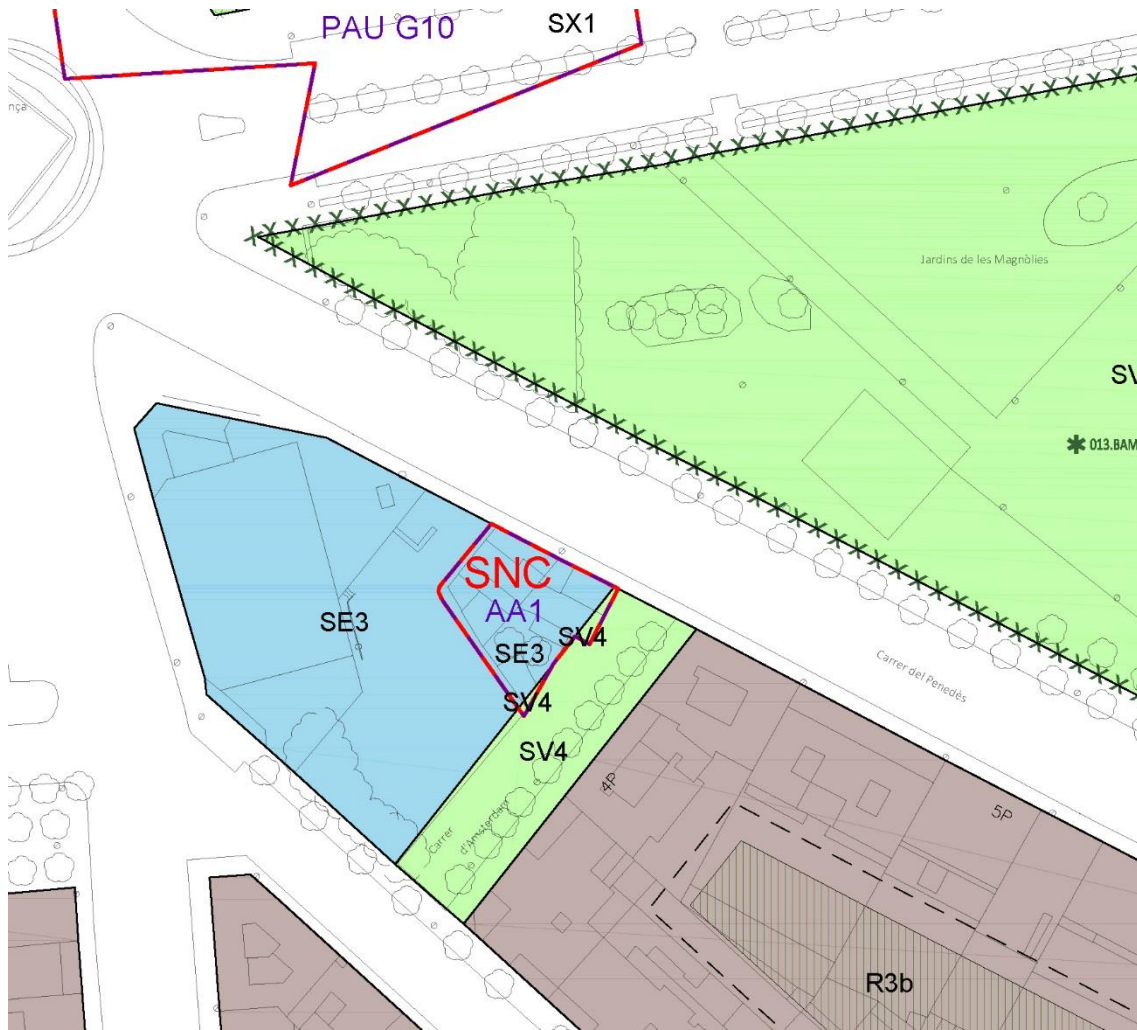 PAU G10
SX1
nça
Jardins de les Magnòlies
SV
013.BAM
SNC
AA1
SE3
SE3
SV4
SV4
SV4
Carrer del Penedès
4P
5P
Carrer
d'Amsterdam
R3b